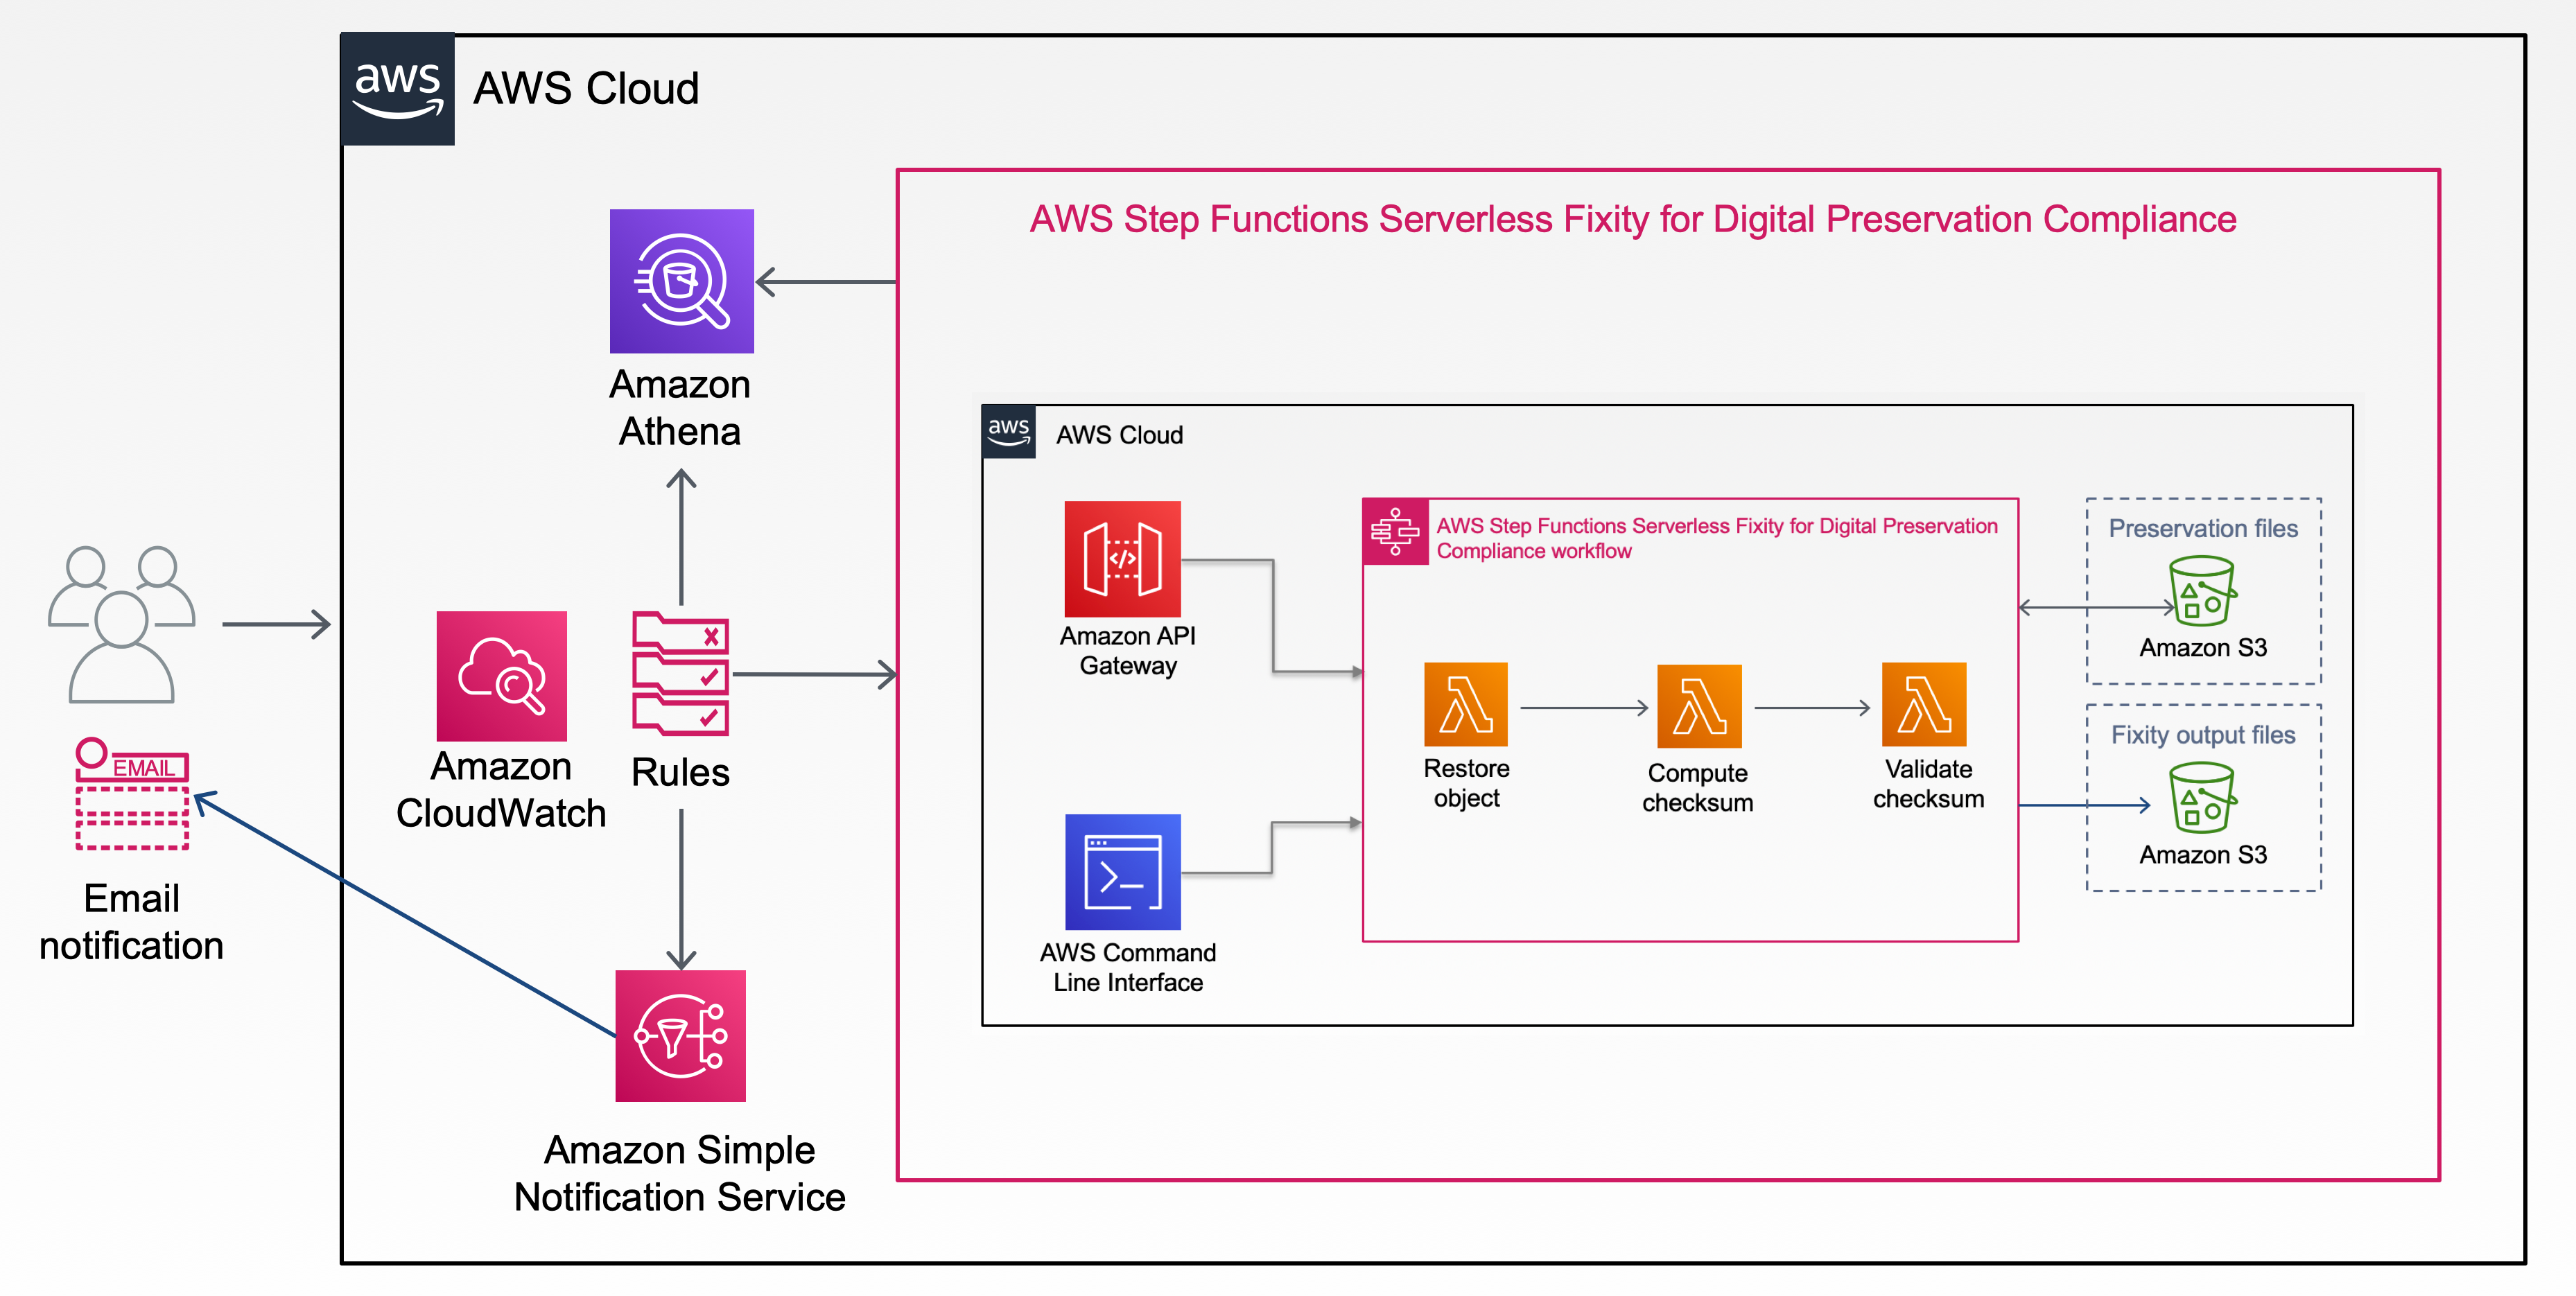 aws
AWS Cloud
AWS Step Functions Serverless Fixity for Digital Preservation Compliance
Amazon
Athena
aws
AWS Cloud
Amazon API
Gateway
AWS Step Functions Serverless Fixity for Digital Preservation
Compliance workflow
Preservation files
Amazon S3
Restore
object
Compute
checksum
Validate
checksum
Fixity output files
Amazon S3
AWS Command
Line Interface
Amazon
CloudWatch
Rules
EMAIL
Email
notification
Amazon Simple
Notification Service